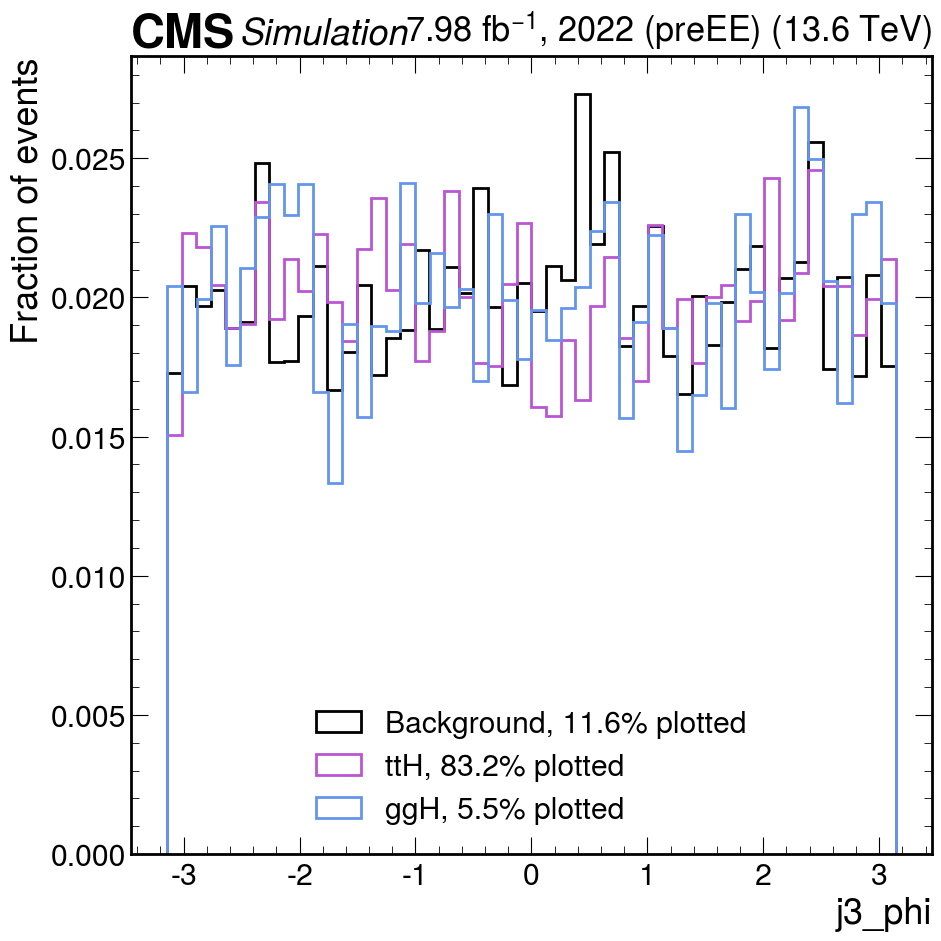 CMS Simulation 7.98 fb⁻¹, 2022 (preEE) (13.6 TeV)
Fraction of events
0.025
0.020
0.015
0.010
0.005
0.000
Background, 11.6% plotted
ttH, 83.2% plotted
ggH, 5.5% plotted
-3 -2 -1 0 1 2 3
j3_phi